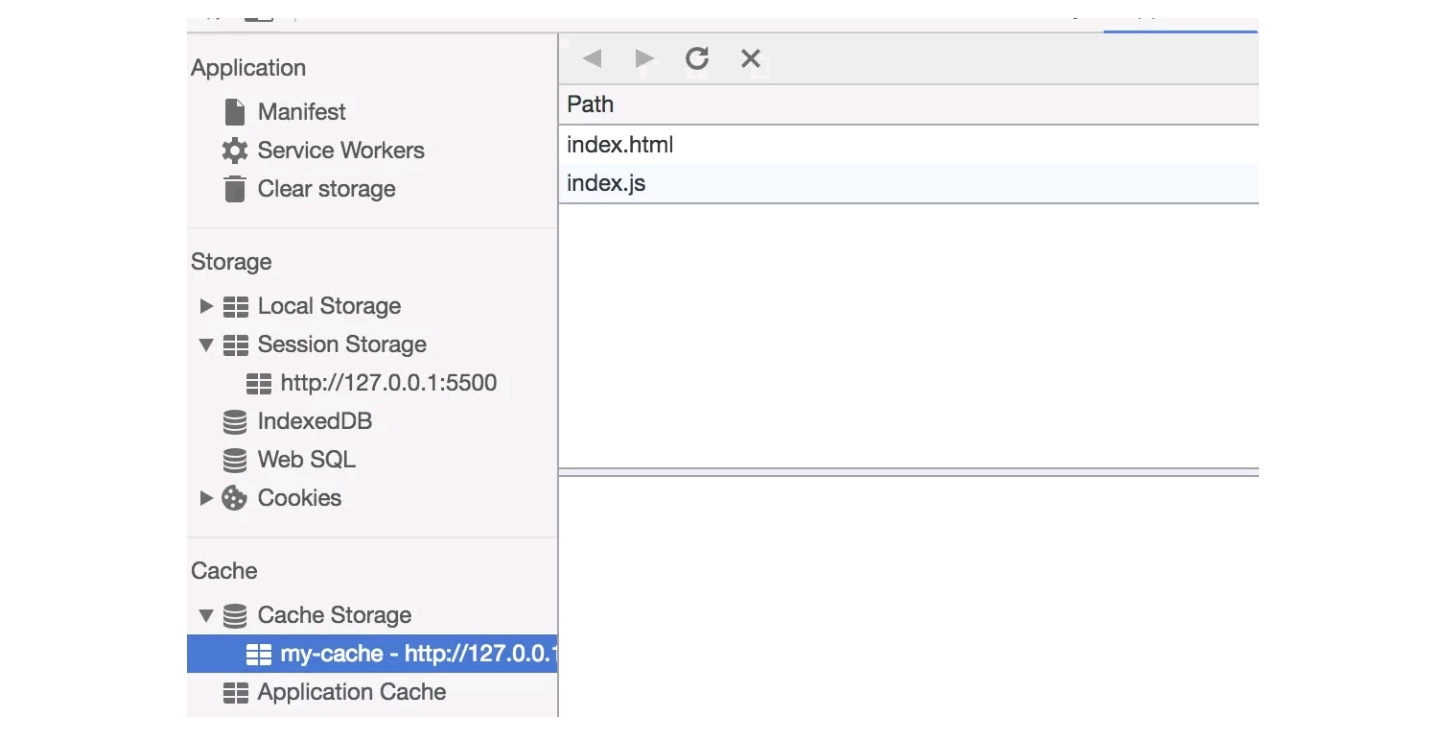 Application
Manifest
Service Workers
Clear storage
Storage
Local Storage
Session Storage
http://127.0.0.1:5500
IndexedDB
Web SQL
Cookies
Cache
Cache Storage
my-cache - http://127.0.0.1
Application Cache
Path
index.html
index.js